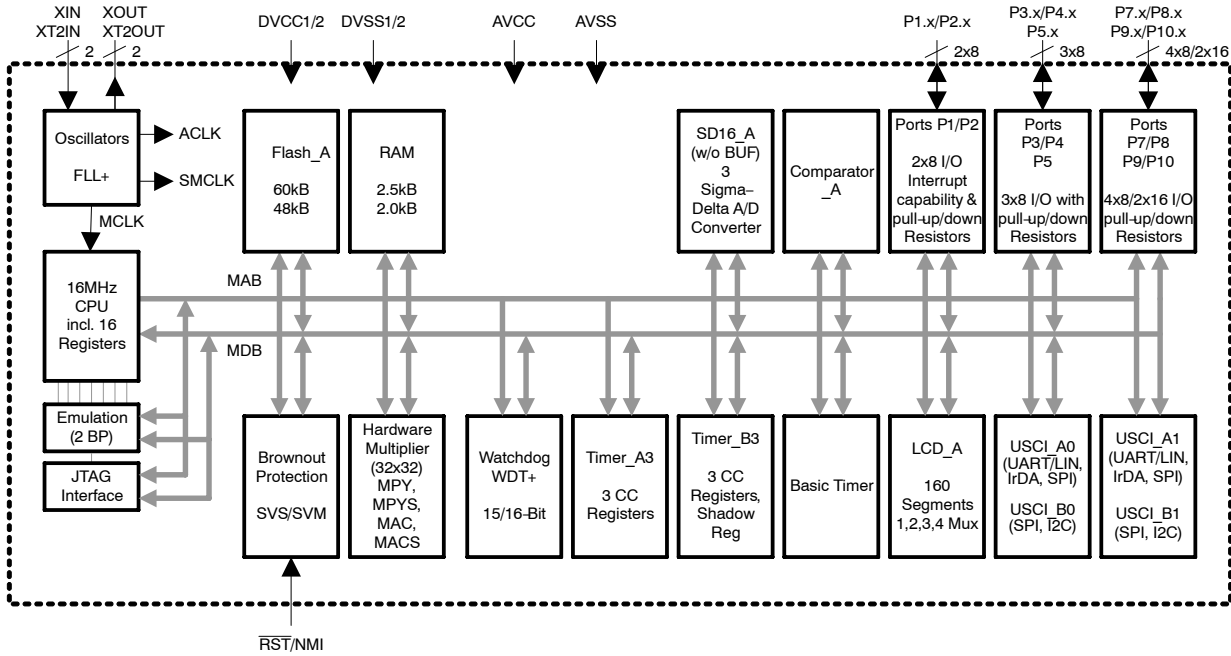 XIN
XT2IN
2
XOUT
XT2OUT
2
DVCC1/2
DVSS1/2
AVCC
AVSS
P1.x/P2.x
2x8
P3.x/P4.x
P5.x
3x8
P7.x/P8.x
P9.x/P10.x
4x8/2x16
Oscillators
FLL+
ACLK
SMCLK
MCLK
Flash_A
60kB
48kB
RAM
2.5kB
2.0kB
SD16_A
(w/o BUF)
3
Sigma–
Delta A/D
Converter
Comparator
_A
Ports P1/P2
2x8 I/O
Interrupt
capability &
pull-up/down
Resistors
Ports
P3/P4
P5
3x8 I/O with
pull-up/down
Resistors
Ports
P7/P8
P9/P10
4x8/2x16 I/O
pull-up/down
Resistors
16MHz
CPU
incl. 16
Registers
MAB
MDB
Emulation
(2 BP)
JTAG
Interface
Brownout
Protection
SVS/SVM
Hardware
Multiplier
(32x32)
MPY,
MPYS,
MAC,
MACS
Watchdog
WDT+
15/16-Bit
Timer_A3
3 CC
Registers
Timer_B3
3 CC
Registers,
Shadow
Reg
Basic Timer
LCD_A
160
Segments
1,2,3,4 Mux
USCI_A0
(UART/LIN,
IrDA, SPI)
USCI_B0
(SPI, I2C)
USCI_A1
(UART/LIN,
IrDA, SPI)
USCI_B1
(SPI, I2C)
RST/NMI